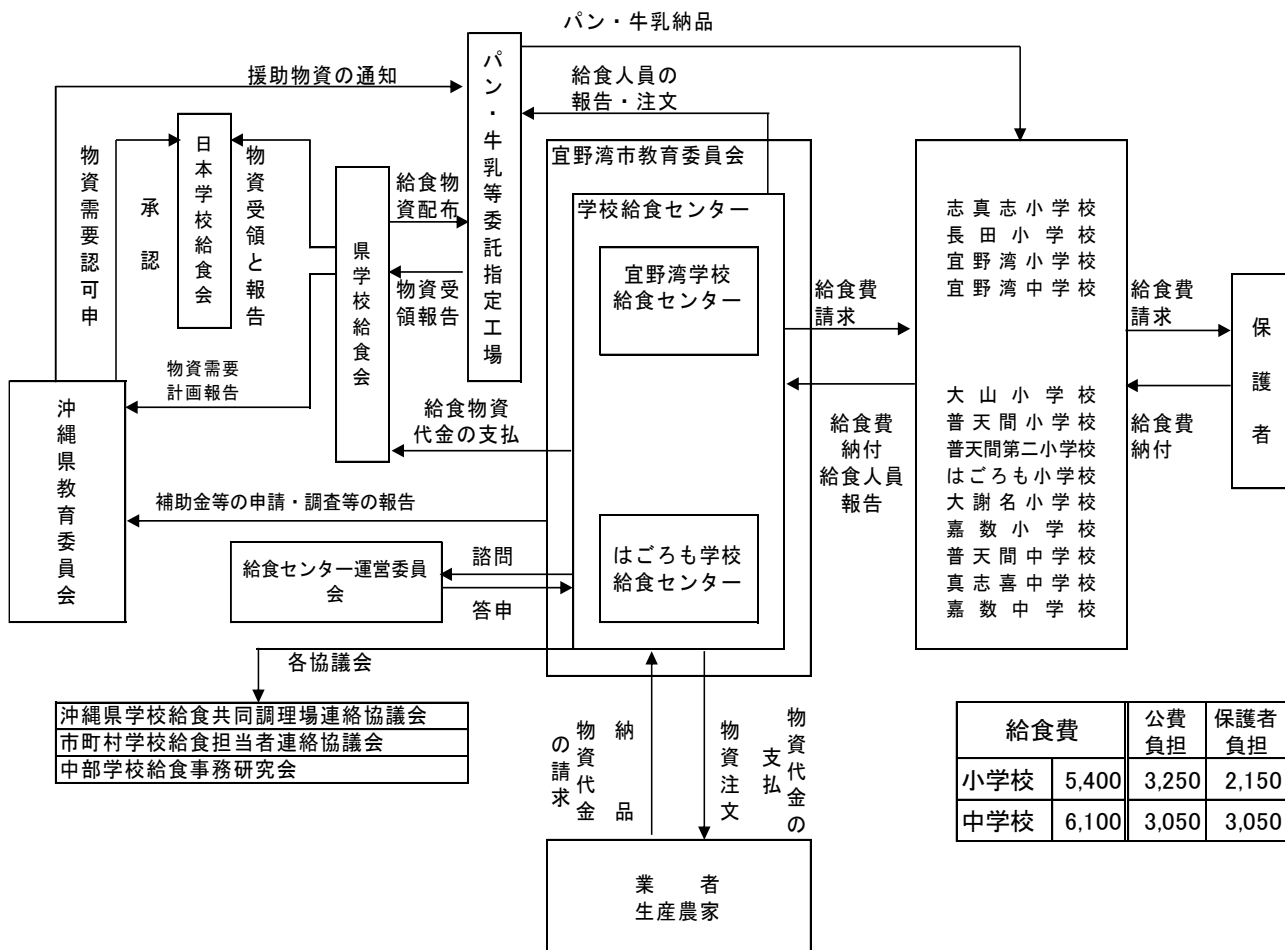 パン・牛乳納品
援助物資の通知
給食人員の
報告・注文
パン・牛乳等委託指定工場
物資需要認可申
承認
日本学校給食会
物資受領と報告
県学校給食会
給食物
資配布
物資受
領報告
物資需要
計画報告
沖縄県教育委員会
給食物資
代金の支払
補助金等の申請・調査等の報告
給食センター運営委員
会
諮問
答申
各協議会
沖縄県学校給食共同調理場連絡協議会
市町村学校給食担当者連絡協議会
中部学校給食事務研究会
宜野湾市教育委員会
学校給食センター
宜野湾学校
給食センター
はごろも学校
給食センター
給食費
請求
給食費
納付
給食人員
報告
志真志小学校
長田小学校
宜野湾小学校
宜野湾中学校
大山小学校
普天間小学校
普天間第二小学校
はごろも小学校
大謝名小学校
嘉数小学校
普天間中学校
真志喜中学校
嘉数中学校
給食費
請求
給食費
納付
保護者
納品
物資代金
の請求
物資注文
物資代金の
支払
業者
生産農家
給食費 公費負担 保護者負担
小学校 5,400 3,250 2,150
中学校 6,100 3,050 3,050